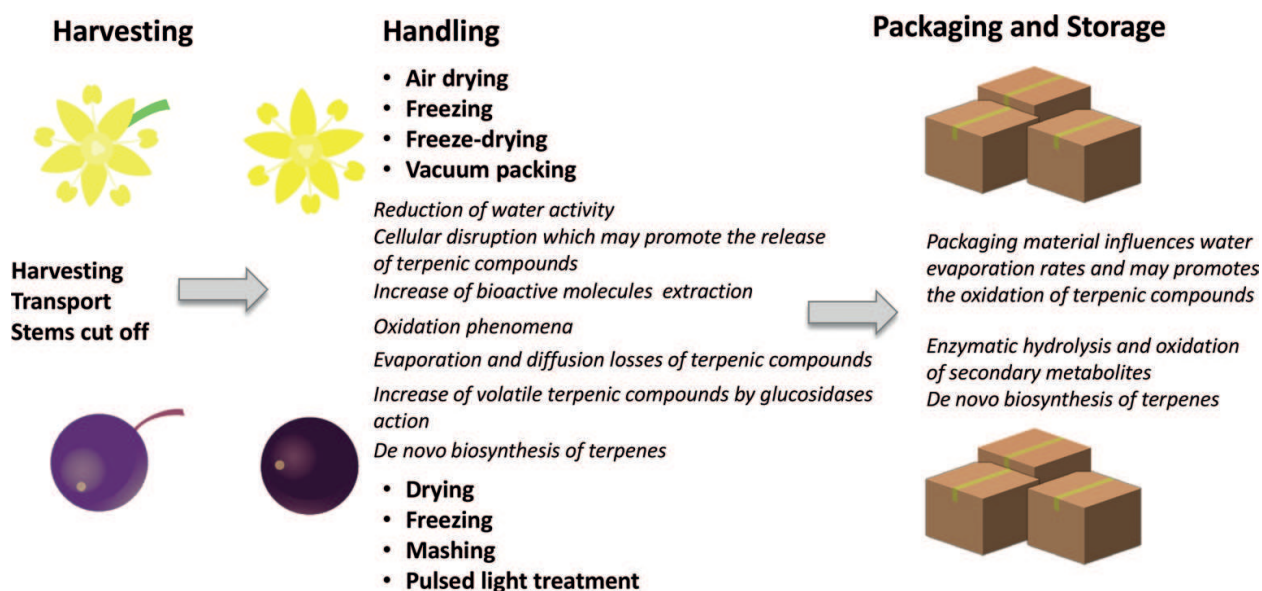 Harvesting
Harvesting
Transport
Stems cut off
Handling
• Air drying
• Freezing
• Freeze-drying
• Vacuum packing
Reduction of water activity
Cellular disruption which may promote the release
of terpenic compounds
Increase of bioactive molecules extraction
Oxidation phenomena
Evaporation and diffusion losses of terpenic compounds
Increase of volatile terpenic compounds by glucosidases
action
De novo biosynthesis of terpenes
• Drying
• Freezing
• Mashing
• Pulsed light treatment
Packaging and Storage
Packaging material influences water
evaporation rates and may promotes
the oxidation of terpenic compounds
Enzymatic hydrolysis and oxidation
of secondary metabolites
De novo biosynthesis of terpenes